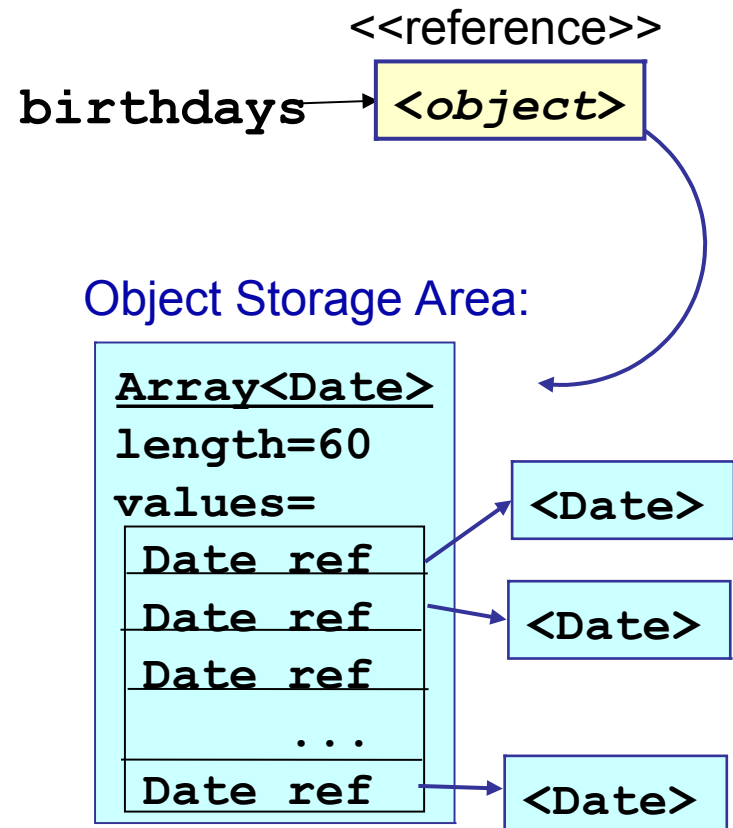 <<reference>>
birthdays <object>
Object Storage Area:
Array<Date>
length=60
values=
<Date>
Date ref
Date ref
<Date>
Date ref
...
Date ref
<Date>